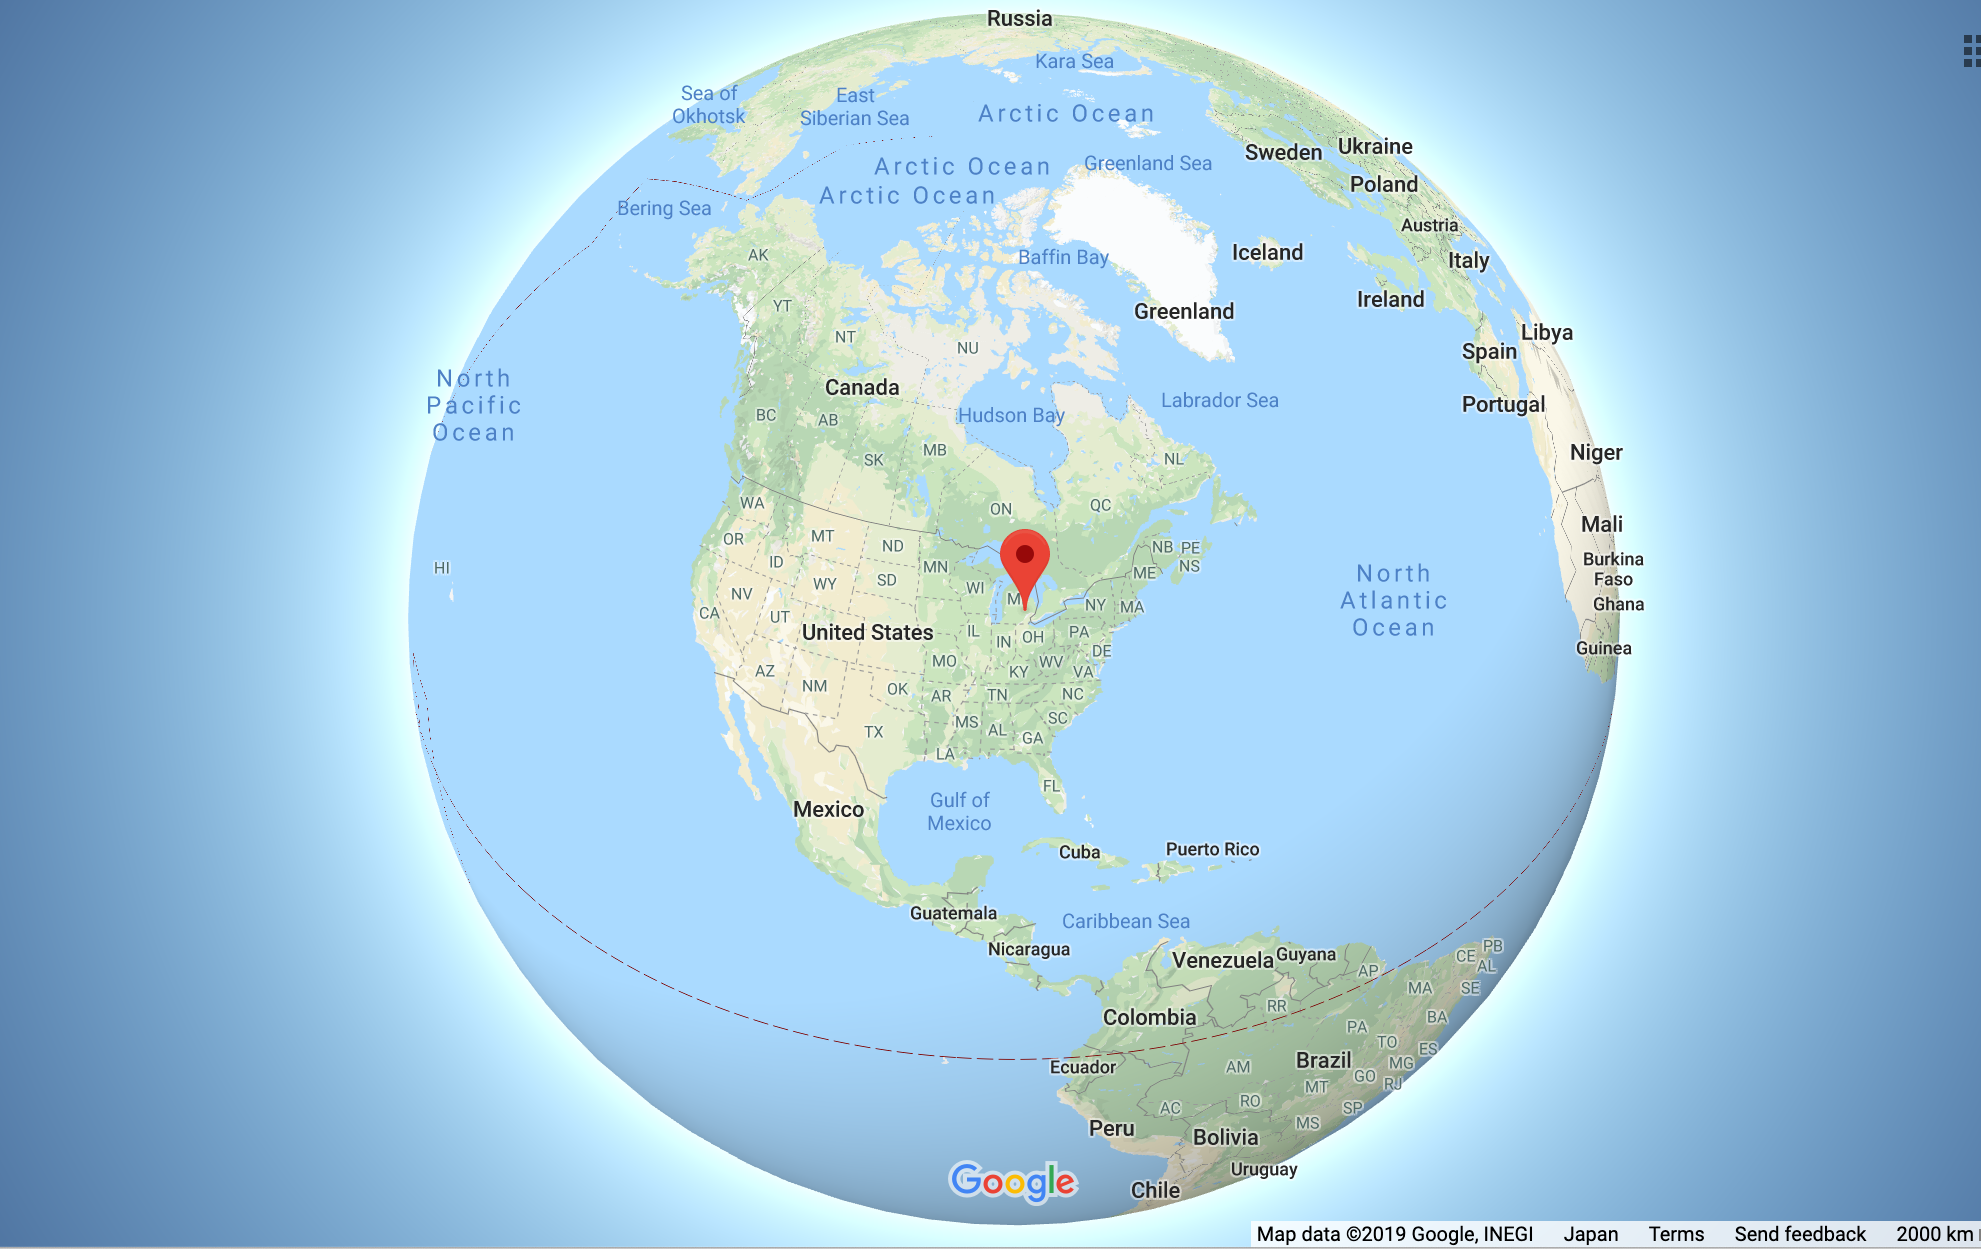 Russia
Kara Sea
Sea of
Okhotsk
East
Siberian Sea
Arctic Ocean
Sweden
Ukraine
Arctic Ocean
Greenland Sea
Poland
Arctic Ocean
Bering Sea
Austria
AK
Baffin Bay
Iceland
Italy
YT
Greenland
Ireland
NT
NU
Libya
Spain
North
Pacific
Ocean
Canada
Labrador Sea
Portugal
BC
AB
Hudson Bay
SK
MB
NL
Niger
WA
ON
QC
Mali
OR
MT
ND
NB
PE
ID
MN
NS
Burkina
Faso
HI
NV
WY
SD
WI
ME
North
Atlantic
Ocean
CA
UT
NY
MA
Ghana
United States
IL
IN
OH
PA
Guinea
AZ
MO
KY
WV
DE
VA
NM
OK
AR
TN
NC
TX
MS
AL
SC
GA
LA
FL
Mexico
Gulf of
Mexico
Cuba
Puerto Rico
Guatemala
Caribbean Sea
Nicaragua
Venezuela
Guyana
CE
PB
AL
AP
MA
SE
RR
Colombia
PA
BA
Ecuador
AM
Brazil
TO
ES
MG
MT
GO
RJ
AC
RO
SP
Peru
Bolivia
MS
Uruguay
Google
Chile
Map data ©2019 Google, INEGI Japan Terms Send feedback 2000 km